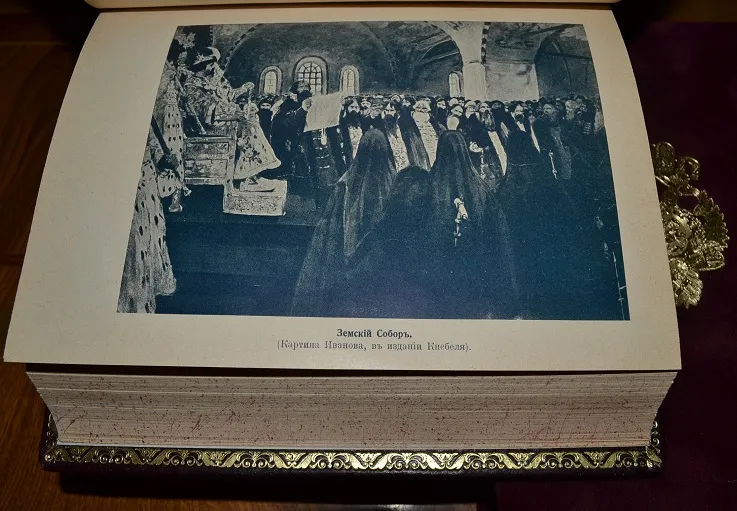 Земскій Соборъ.
(Картина Иванова, въ изданіи Кнебеля).